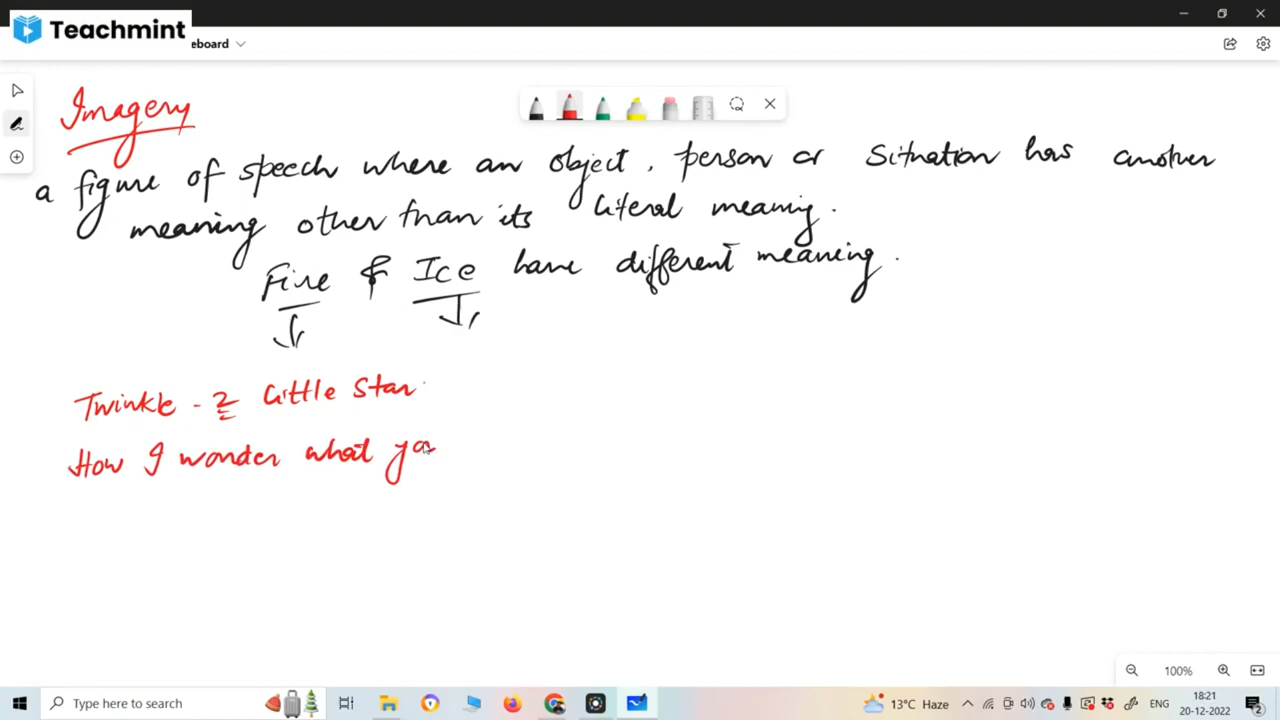 Teachmint
eboard
Imagery
a figure of speech where an object, person or Situation has another
meaning other than its literal meaning.
Fire & Ice have different meaning.
Twinkle - 2 little star
How I wonder what yo
100%
Type here to search
13°C Haze
ENG
18:21
20-12-2022
2